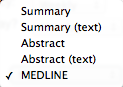 Summary
Summary (text)
Abstract
Abstract (text)
✓ MEDLINE